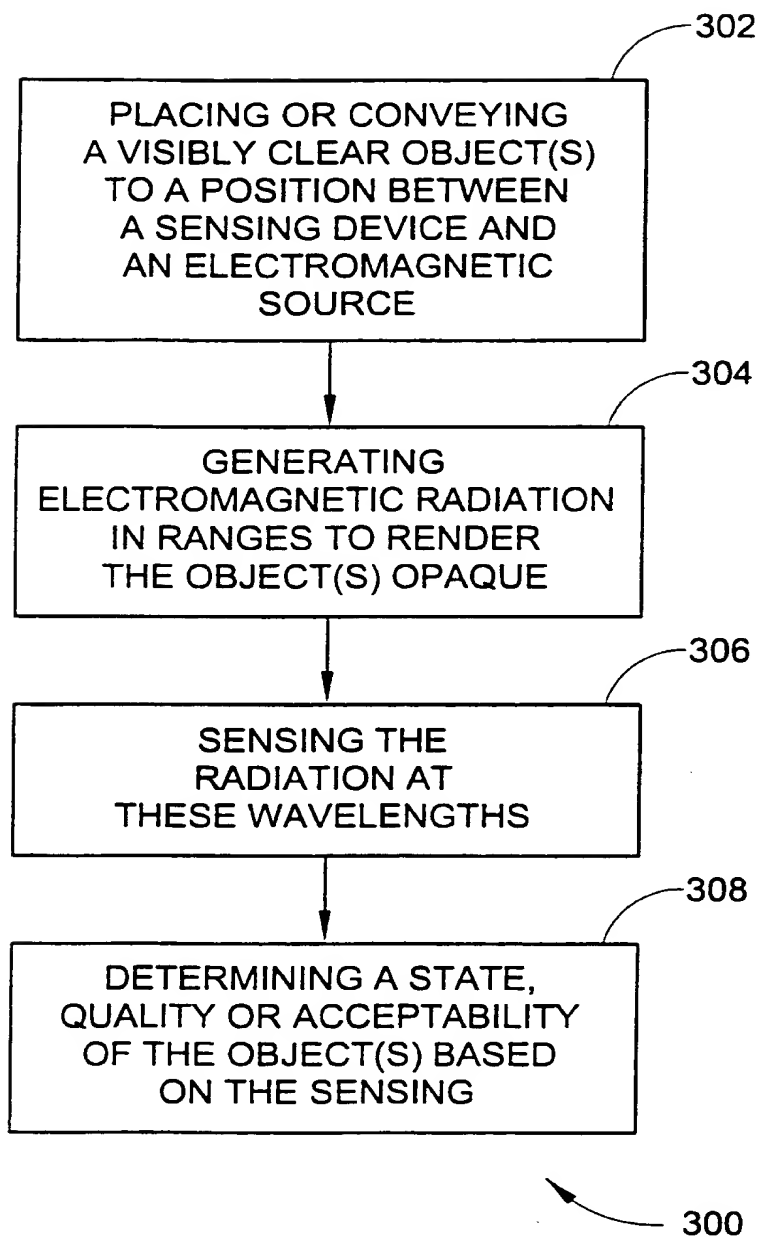 302
PLACING OR CONVEYING
A VISIBLY CLEAR OBJECT(S)
TO A POSITION BETWEEN
A SENSING DEVICE AND
AN ELECTROMAGNETIC
SOURCE
304
GENERATING
ELECTROMAGNETIC RADIATION
IN RANGES TO RENDER
THE OBJECT(S) OPAQUE
306
SENSING THE
RADIATION AT
THESE WAVELENGTHS
308
DETERMINING A STATE,
QUALITY OR ACCEPTABILITY
OF THE OBJECT(S) BASED
ON THE SENSING
300